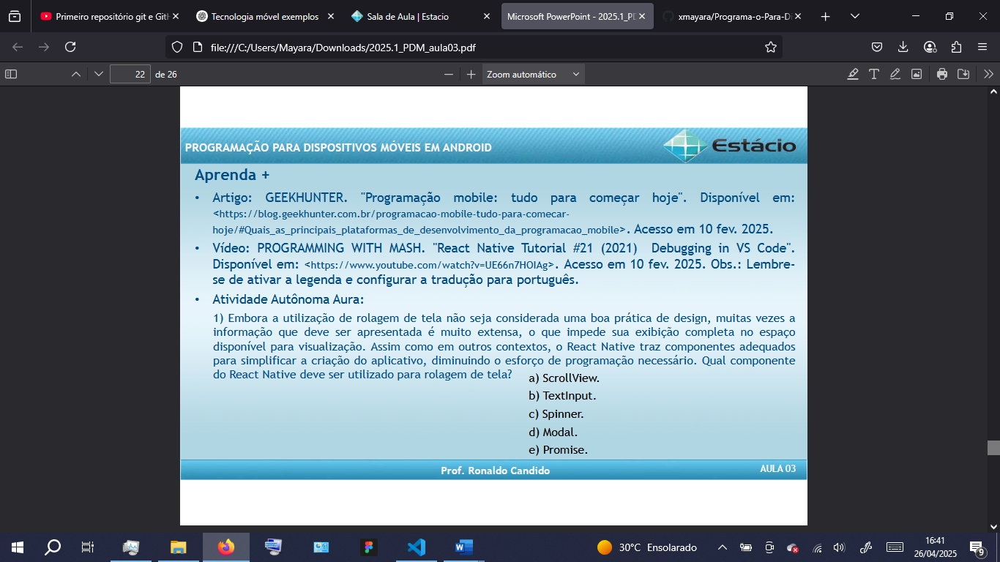 Primeiro repositório git e GitH
Tecnologia móvel exemplos
Sala de Aula | Estacio
Microsoft PowerPoint - 2025.1_PD
xmayara/Programa-o-Para-Di
file:///C:/Users/Mayara/Downloads/2025.1_PDM_aula03.pdf
22 de 26
Zoom automático
PROGRAMAÇÃO PARA DISPOSITIVOS MÓVEIS EM ANDROID
Estácio
Aprenda +
• Artigo: GEEKHUNTER. "Programação mobile: tudo para começar hoje". Disponível em:
<https://blog.geekhunter.com.br/programacao-mobile-tudo-para-comecar-
hoje/#Quais_as_principais_plataformas_de_desenvolvimento_da_programacao_mobile>. Acesso em 10 fev. 2025.
• Vídeo: PROGRAMMING WITH MASH. "React Native Tutorial #21 (2021) Debugging in VS Code".
Disponível em: <https://www.youtube.com/watch?v=UE66n7HOIAg>. Acesso em 10 fev. 2025. Obs.: Lembre-
se de ativar a legenda e configurar a tradução para português.
• Atividade Autônoma Aura:
1) Embora a utilização de rolagem de tela não seja considerada uma boa prática de design, muitas vezes a
informação que deve ser apresentada é muito extensa, o que impede sua exibição completa no espaço
disponível para visualização. Assim como em outros contextos, o React Native traz componentes adequados
para simplificar a criação do aplicativo, diminuindo o esforço de programação necessário. Qual componente
do React Native deve ser utilizado para rolagem de tela?
a) ScrollView.
b) TextInput.
c) Spinner.
d) Modal.
e) Promise.
Prof. Ronaldo Candido
AULA 03
30°C Ensolarado
16:41
26/04/2025
9